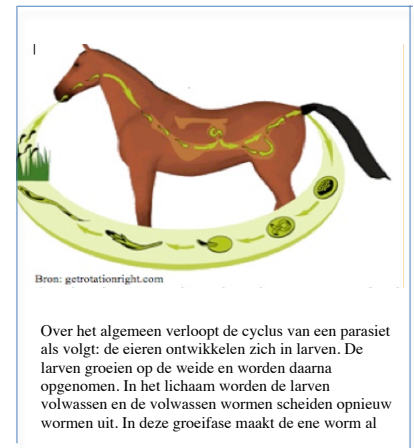 Bron: getrotationright.com
Over het algemeen verloopt de cyclus van een parasiet
als volgt: de eieren ontwikkelen zich in larven. De
larven groeien op de weide en worden daarna
opgenomen. In het lichaam worden de larven
volwassen en de volwassen wormen scheiden opnieuw
wormen uit. In deze groeifase maakt de ene worm al